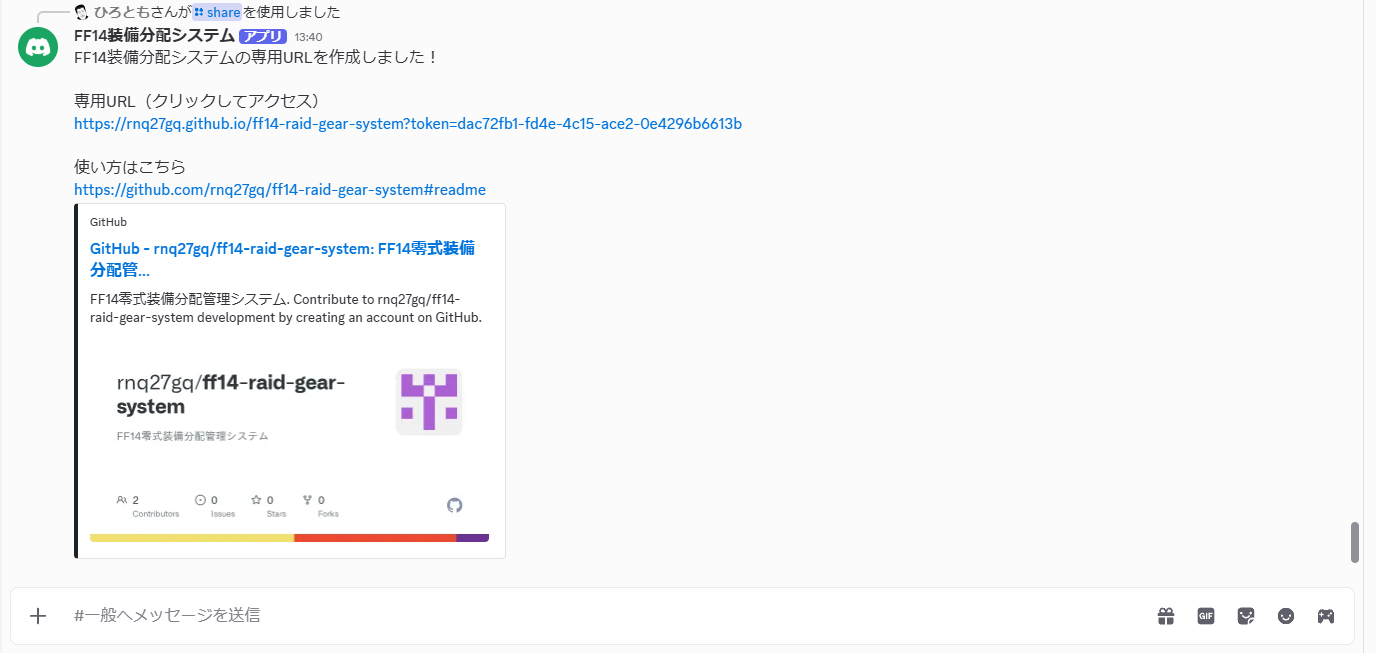 ひろともさんが share を使用しました
FF14装備分配システム アプリ 13:40
FF14装備分配システムの専用URLを作成しました！
専用URL（クリックしてアクセス）
https://rnq27gq.github.io/ff14-raid-gear-system?token=dac72fb1-fd4e-4c15-ace2-0e4296b6613b
使い方はこちら
https://github.com/rnq27gq/ff14-raid-gear-system#readme
GitHub
GitHub - rnq27gq/ff14-raid-gear-system: FF14零式装備
分配管...
FF14零式装備分配管理システム. Contribute to rnq27gq/ff14-
raid-gear-system development by creating an account on GitHub.
rnq27gq/ff14-raid-gear-
system
FF14零式装備分配管理システム
2 0 0 0
Contributors Issues Stars Forks
#一般へメッセージを送信
GIF